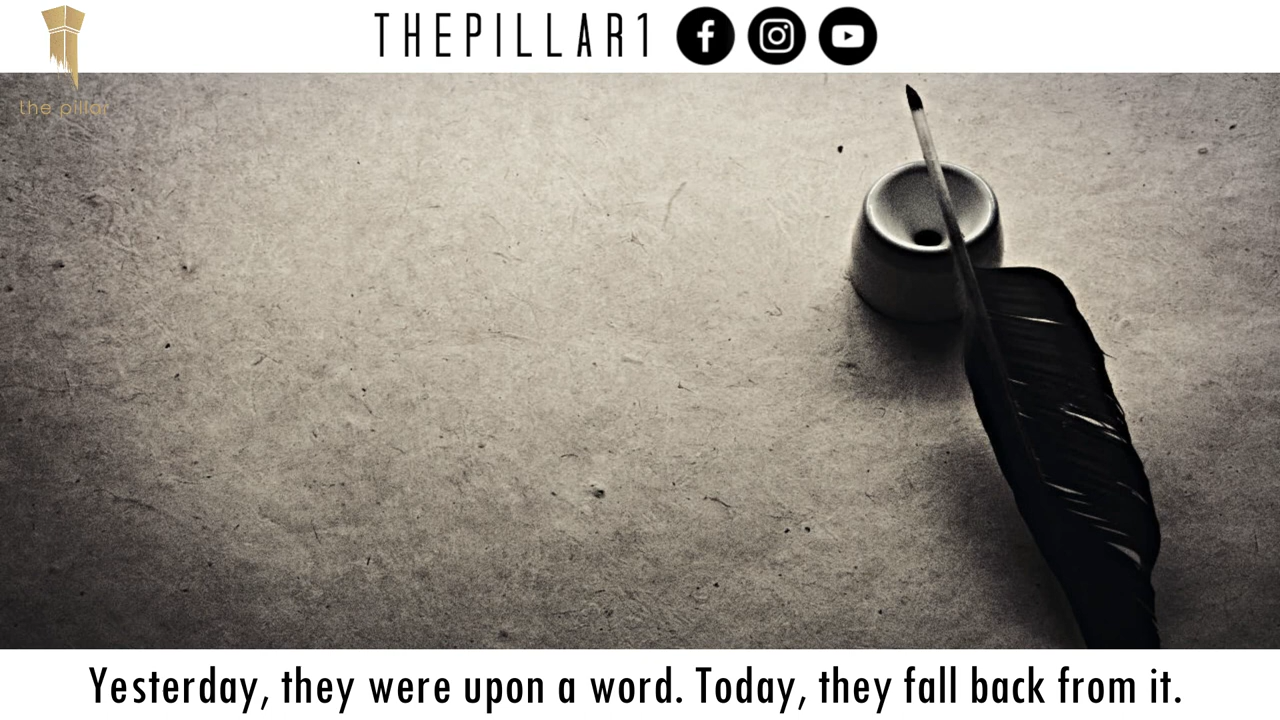 THEPILLAR1
the pillar
Yesterday, they were upon a word. Today, they fall back from it.